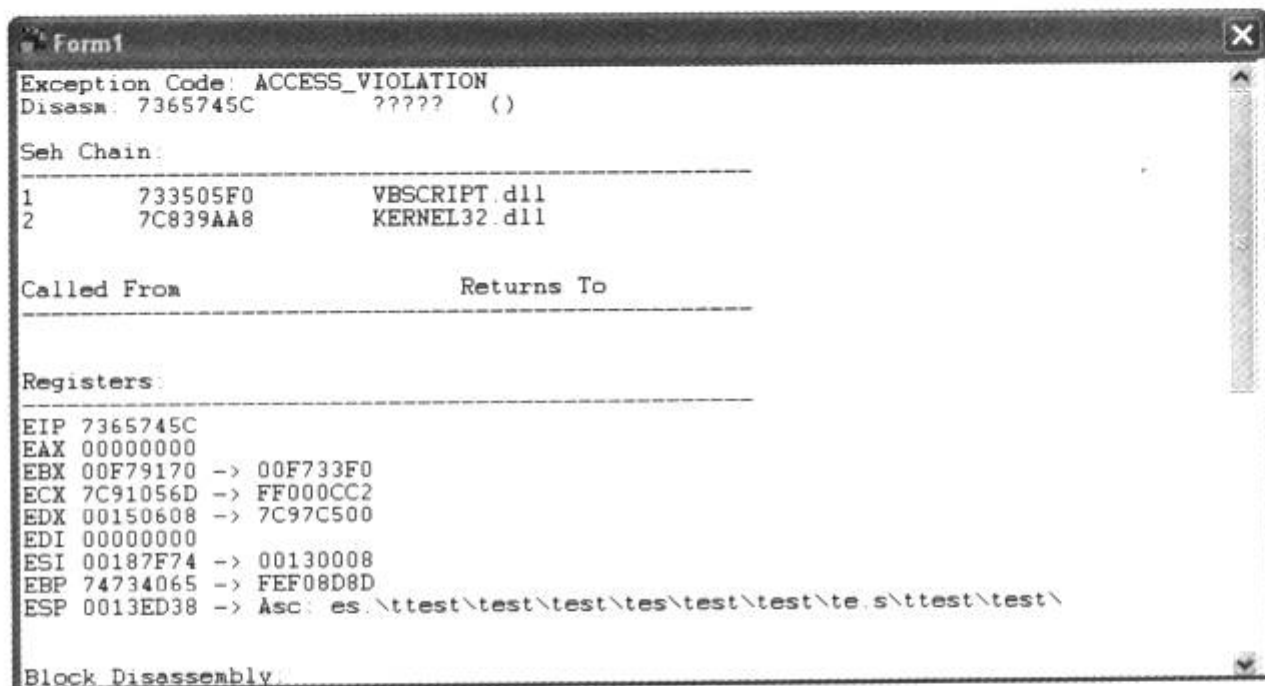 Form1
Exception Code: ACCESS_VIOLATION
Disasm: 7365745C ????? ()
Seh Chain:
--------------------------------------------------
1 733505F0 VBSCRIPT.dll
2 7C839AA8 KERNEL32.dll
Called From Returns To
--------------------------------------------------
Registers:
--------------------------------------------------
EIP 7365745C
EAX 00000000
EBX 00F79170 -> 00F733F0
ECX 7C91056D -> FF000CC2
EDX 00150608 -> 7C97C500
EDI 00000000
ESI 00187F74 -> 00130008
EBP 74734065 -> FEF08D8D
ESP 0013ED38 -> Asc: es.\ttest\test\test\tes\test\test\te.s\ttest\test\
Block Disassembly: